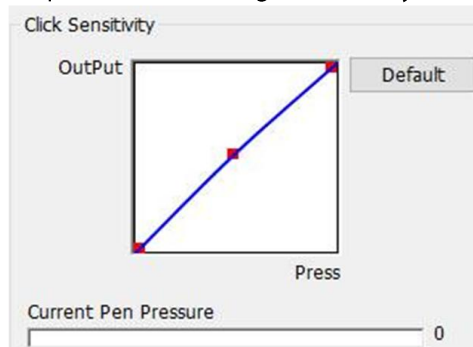 Click Sensitivity
OutPut
Default
Press
Current Pen Pressure
0